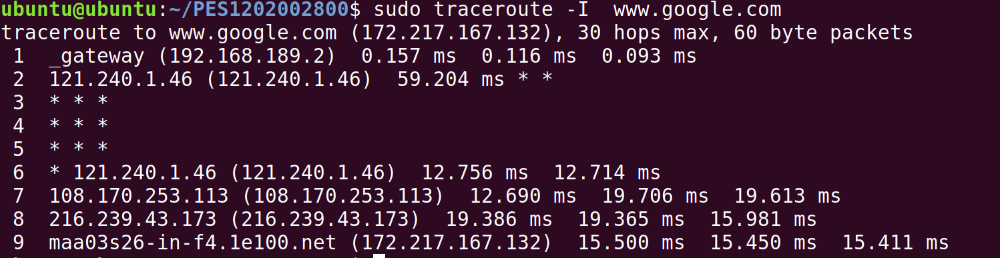 ubuntu@ubuntu:~/PES1202002800$ sudo traceroute -I  www.google.com
traceroute to www.google.com (172.217.167.132), 30 hops max, 60 byte packets
 1  _gateway (192.168.189.2)  0.157 ms  0.116 ms  0.093 ms
 2  121.240.1.46 (121.240.1.46)  59.204 ms * *
 3  * * *
 4  * * *
 5  * * *
 6  * 121.240.1.46 (121.240.1.46)  12.756 ms  12.714 ms
 7  108.170.253.113 (108.170.253.113)  12.690 ms  19.706 ms  19.613 ms
 8  216.239.43.173 (216.239.43.173)  19.386 ms  19.365 ms  15.981 ms
 9  maa03s26-in-f4.1e100.net (172.217.167.132)  15.500 ms  15.450 ms  15.411 ms